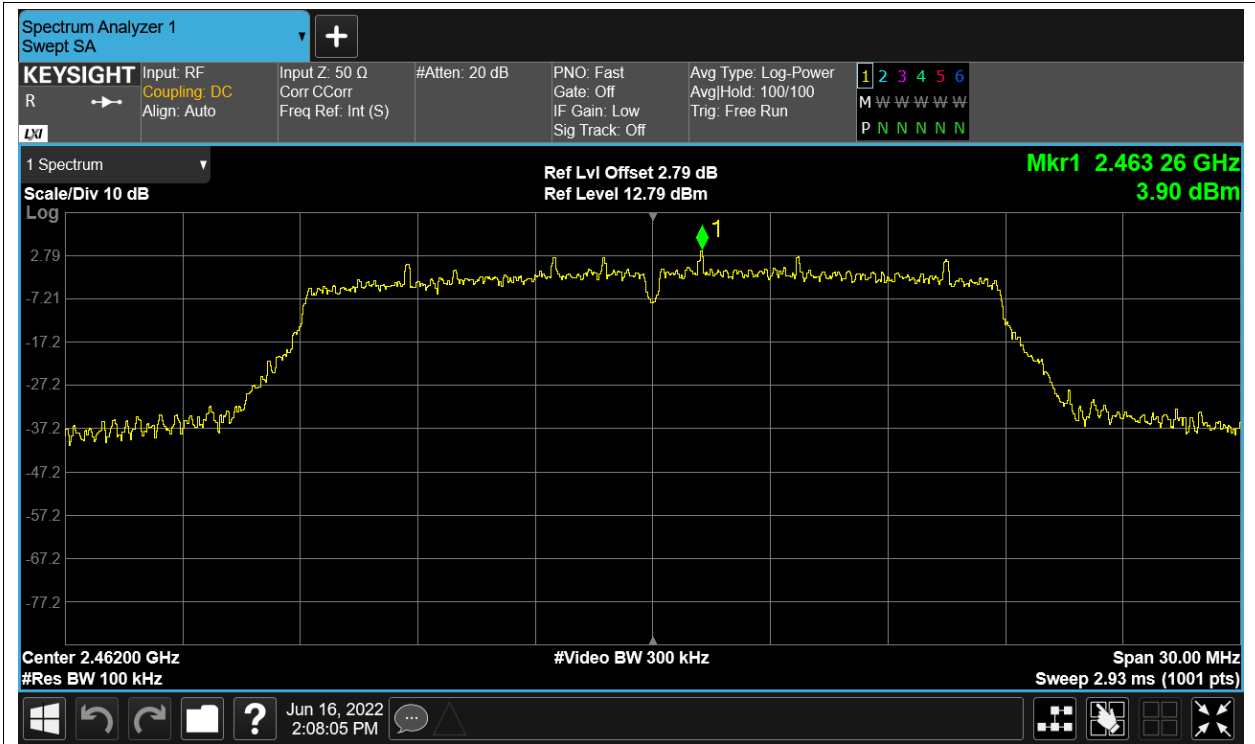 Spectrum Analyzer 1
Swept SA
KEYSIGHT
R
LXI
Input: RF
Coupling: DC
Align: Auto
Input Z: 50 Ω
Corr CCorr
Freq Ref: Int (S)
#Atten: 20 dB
PNO: Fast
Gate: Off
IF Gain: Low
Sig Track: Off
Avg Type: Log-Power
Avg|Hold: 100/100
Trig: Free Run
1 2 3 4 5 6
M W W W W W
P N N N N N
1 Spectrum
Scale/Div 10 dB
Log
Ref Lvl Offset 2.79 dB
Ref Level 12.79 dBm
Mkr1 2.463 26 GHz
3.90 dBm
1
2.79
-7.21
-17.2
-27.2
-37.2
-47.2
-57.2
-67.2
-77.2
Center 2.46200 GHz
#Res BW 100 kHz
#Video BW 300 kHz
Span 30.00 MHz
Sweep 2.93 ms (1001 pts)
?
Jun 16, 2022
2:08:05 PM